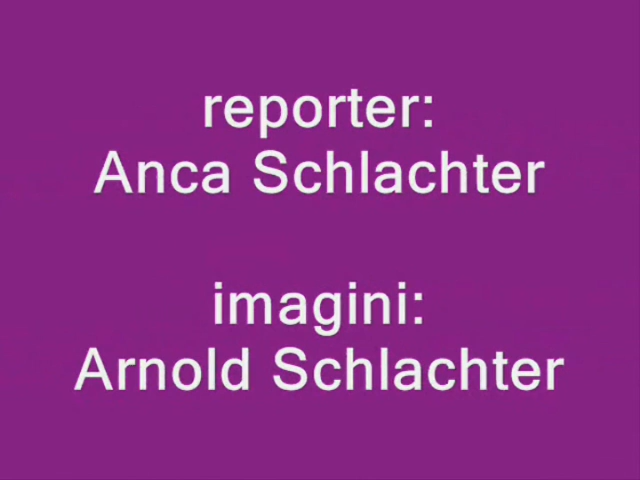 reporter:
Anca Schlachter
imagini:
Arnold Schlachter